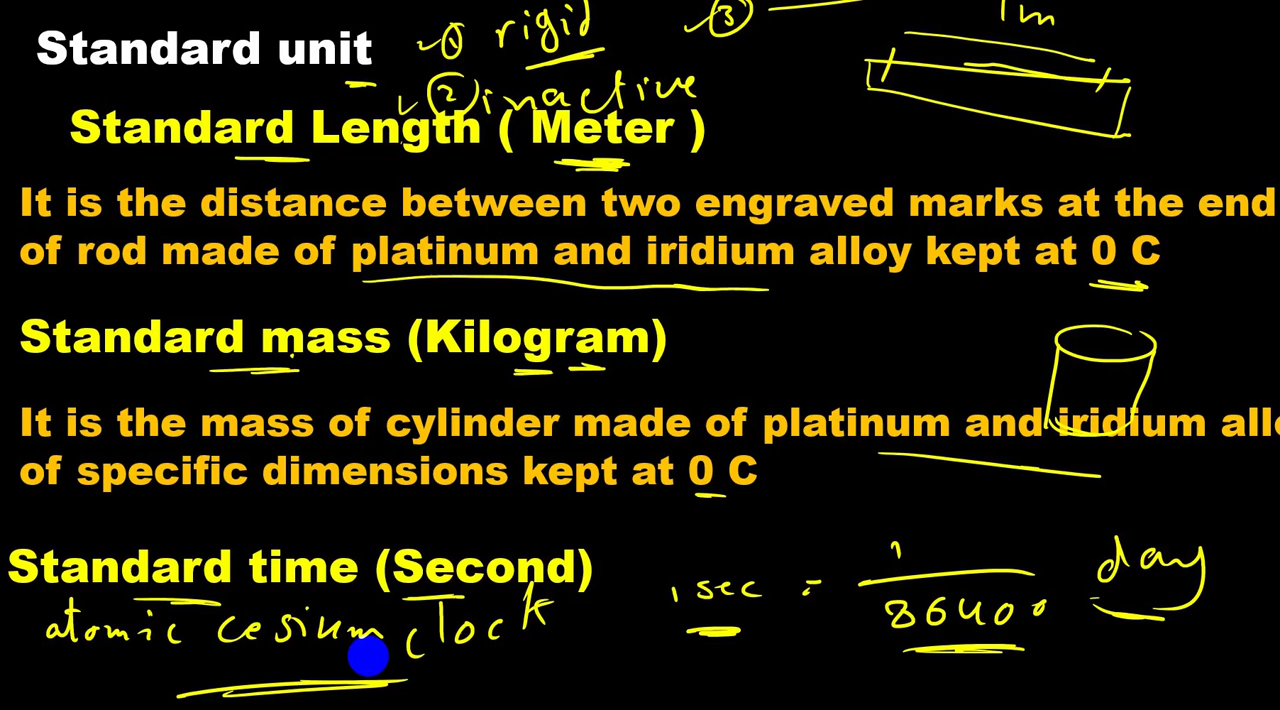 Standard unit
① rigid
③
1m
② inactive
Standard Length ( Meter )
It is the distance between two engraved marks at the end
of rod made of platinum and iridium alloy kept at 0 C
Standard mass (Kilogram)
It is the mass of cylinder made of platinum and iridium allo
of specific dimensions kept at 0 C
Standard time (Second)
atomic cesium clock
1 sec = 1 / 86400 day